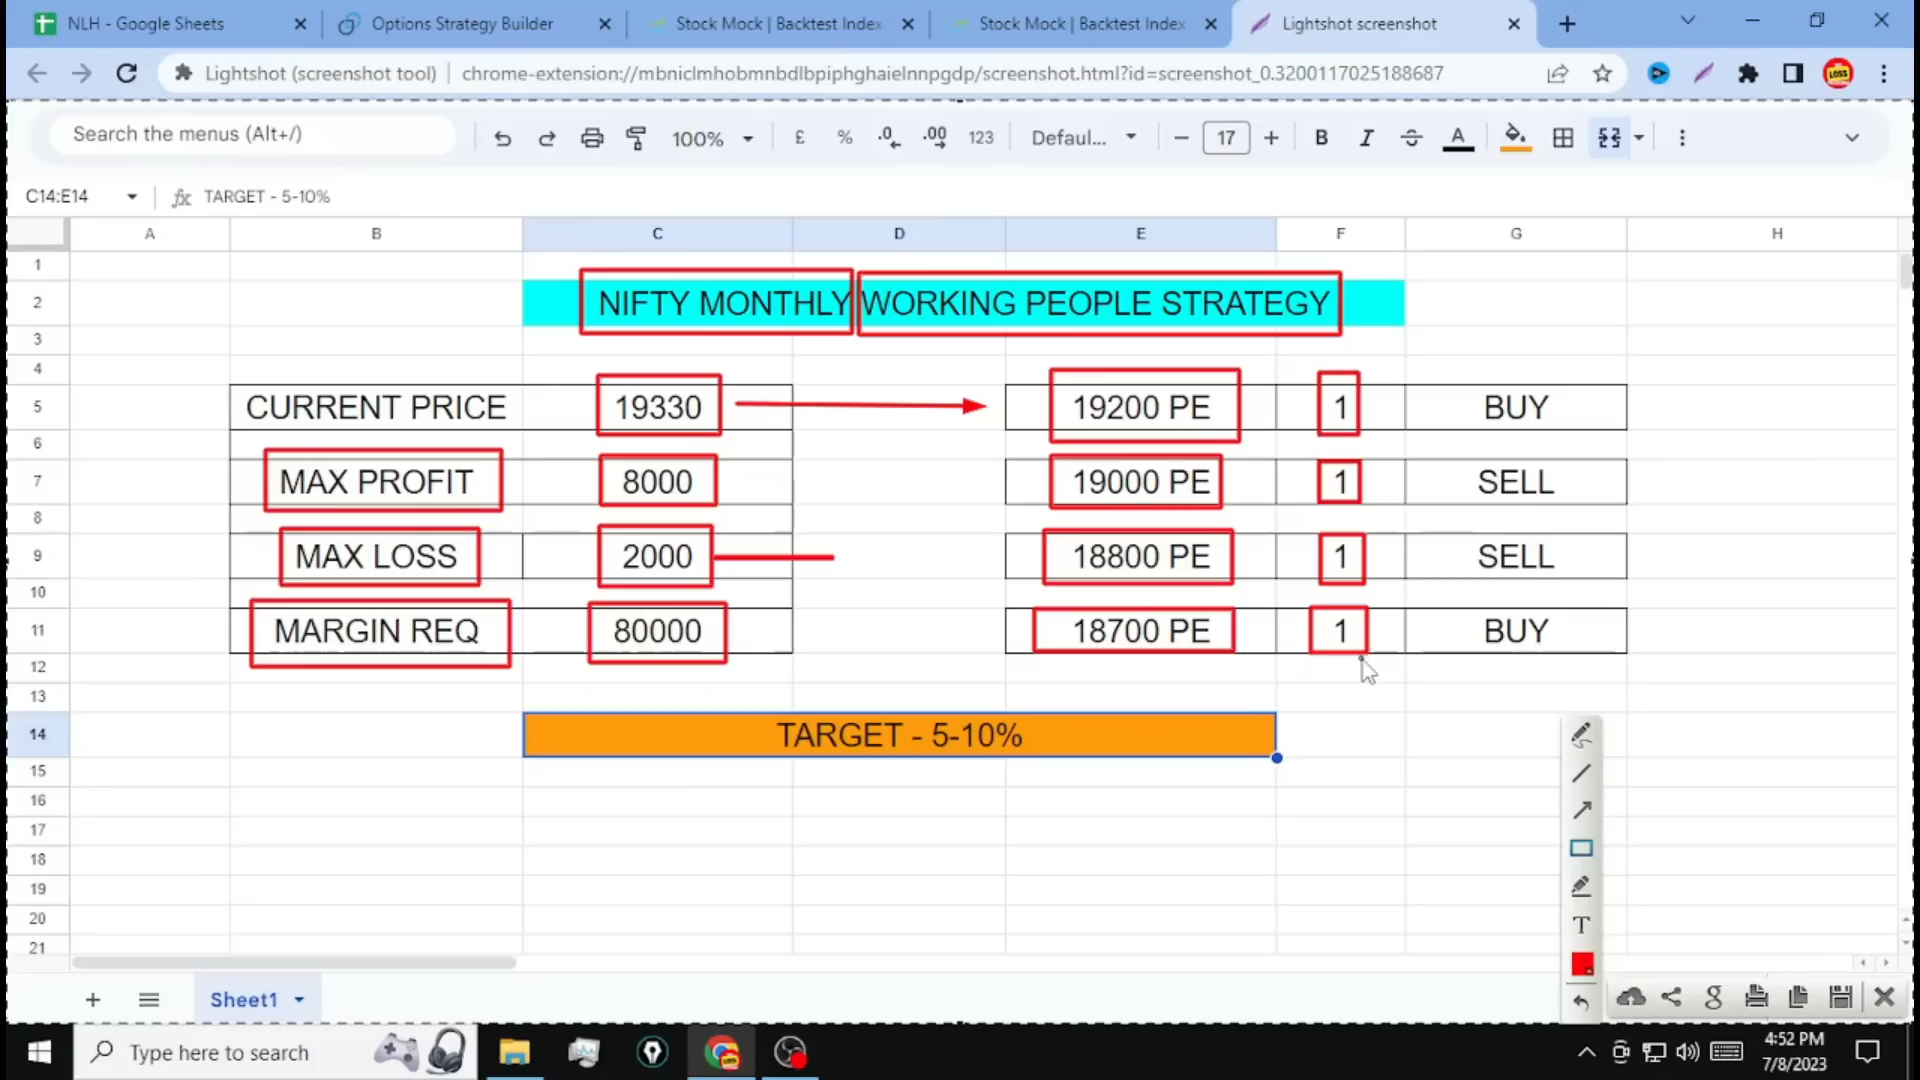 NLH - Google Sheets
Options Strategy Builder
Stock Mock | Backtest Index
Stock Mock | Backtest Index
Lightshot screenshot
Lightshot (screenshot tool) | chrome-extension://mbniclmhobmnbdlbpiphghaielnnpgdp/screenshot.html?id=screenshot_0.3200117025188687
LOSS
Search the menus (Alt+/) 100% £ % .0 .00 123 Defaul... 17 B I A
C14:E14 fx TARGET - 5-10%
A B C D E F G H
1
2 NIFTY MONTHLY WORKING PEOPLE STRATEGY
3
4
5 CURRENT PRICE 19330 19200 PE 1 BUY
6
7 MAX PROFIT 8000 19000 PE 1 SELL
8
9 MAX LOSS 2000 18800 PE 1 SELL
10
11 MARGIN REQ 80000 18700 PE 1 BUY
12
13
14 TARGET - 5-10%
15
16
17
18
19
20
21
T
g
Sheet1
Type here to search
LOSS
4:52 PM
7/8/2023